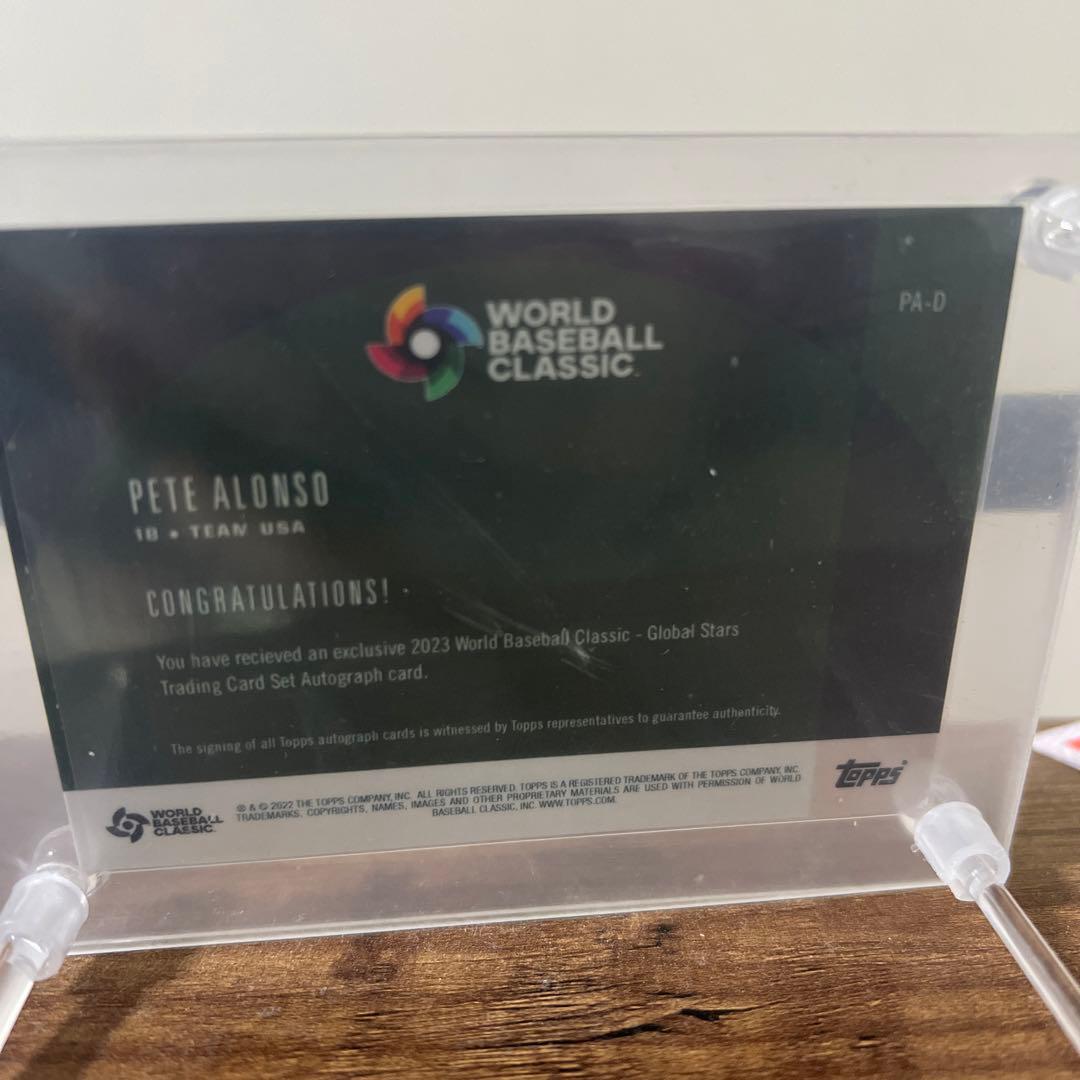 PA-D
WORLD
BASEBALL
CLASSIC
PETE ALONSO
1B • TEAM USA
CONGRATULATIONS!
You have recieved an exclusive 2023 World Baseball Classic - Global Stars
Trading Card Set Autograph card.
The signing of all Topps autograph cards is witnessed by Topps representatives to guarantee authenticity.
WORLD
BASEBALL
CLASSIC
® & © 2022 THE TOPPS COMPANY, INC. ALL RIGHTS RESERVED. TOPPS IS A REGISTERED TRADEMARK OF THE TOPPS COMPANY, INC.
TRADEMARKS, COPYRIGHTS, NAMES, IMAGES AND OTHER PROPRIETARY MATERIALS ARE USED WITH PERMISSION OF WORLD
BASEBALL CLASSIC, INC. WWW.TOPPS.COM.
topps